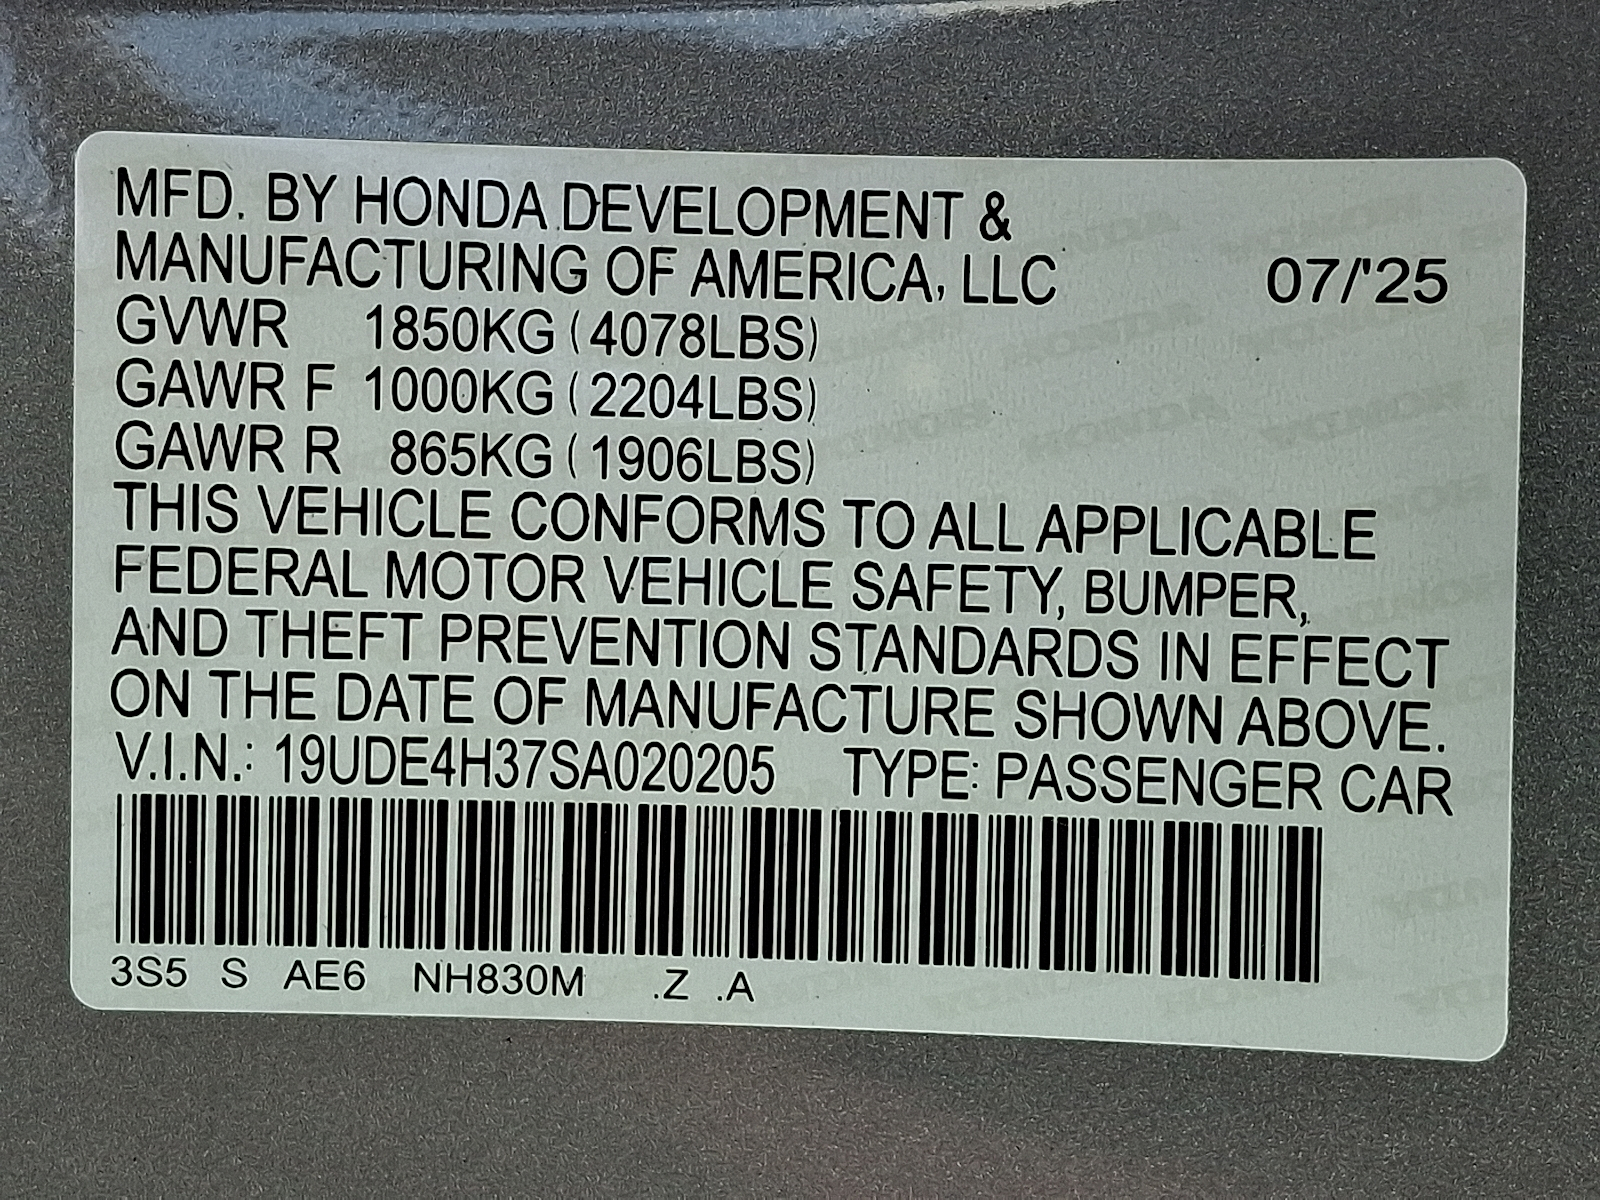 MFD. BY HONDA DEVELOPMENT &
MANUFACTURING OF AMERICA, LLC 07/'25
GVWR 1850KG (4078LBS)
GAWR F 1000KG (2204LBS)
GAWR R 865KG (1906LBS)
THIS VEHICLE CONFORMS TO ALL APPLICABLE
FEDERAL MOTOR VEHICLE SAFETY, BUMPER,
AND THEFT PREVENTION STANDARDS IN EFFECT
ON THE DATE OF MANUFACTURE SHOWN ABOVE.
V.I.N.: 19UDE4H37SA020205 TYPE: PASSENGER CAR
3S5 S AE6 NH830M .Z .A